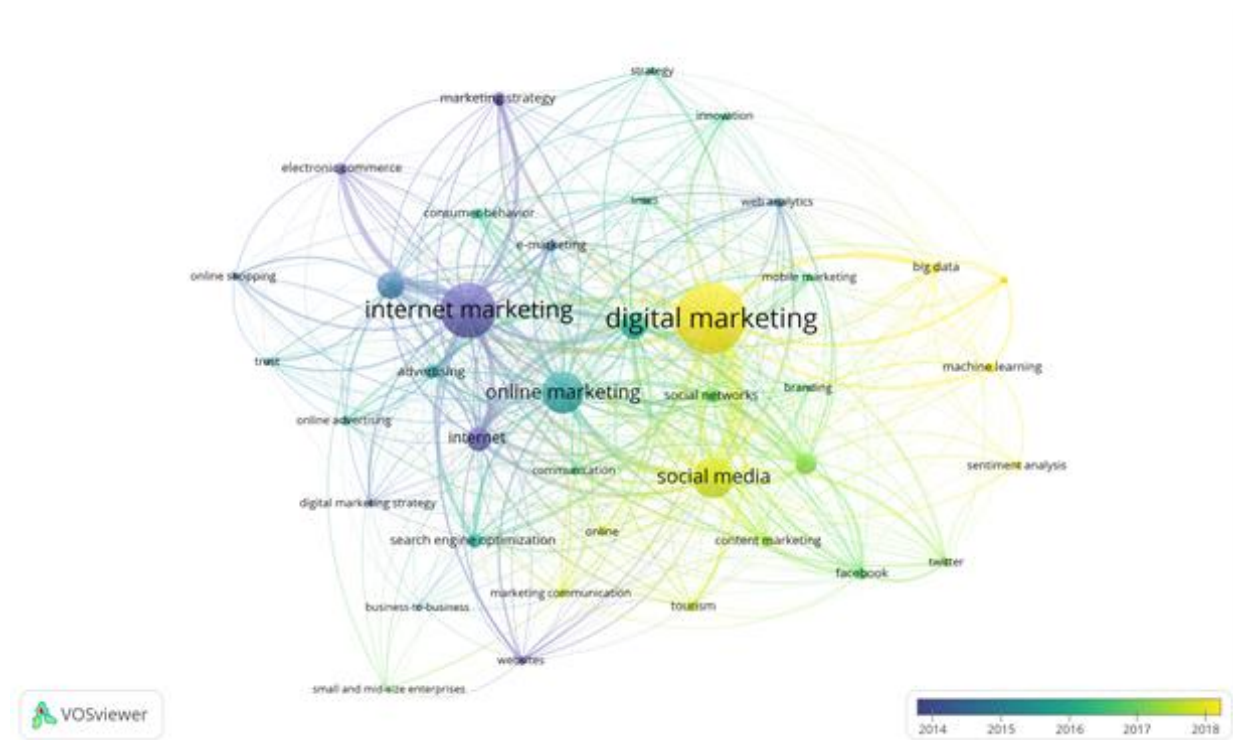 strategy
marketing strategy
innovation
electronic commerce
consumer behavior
web analytics
e-marketing
online shopping
mobile marketing
big data
internet marketing
digital marketing
trust
advertising
machine learning
online marketing
social networks
branding
online advertising
internet
communication
social media
sentiment analysis
digital marketing strategy
online
search engine optimization
content marketing
twitter
facebook
marketing communication
business-to-business
tourism
websites
small and mid-size enterprises
VOSviewer
2014 2015 2016 2017 2018